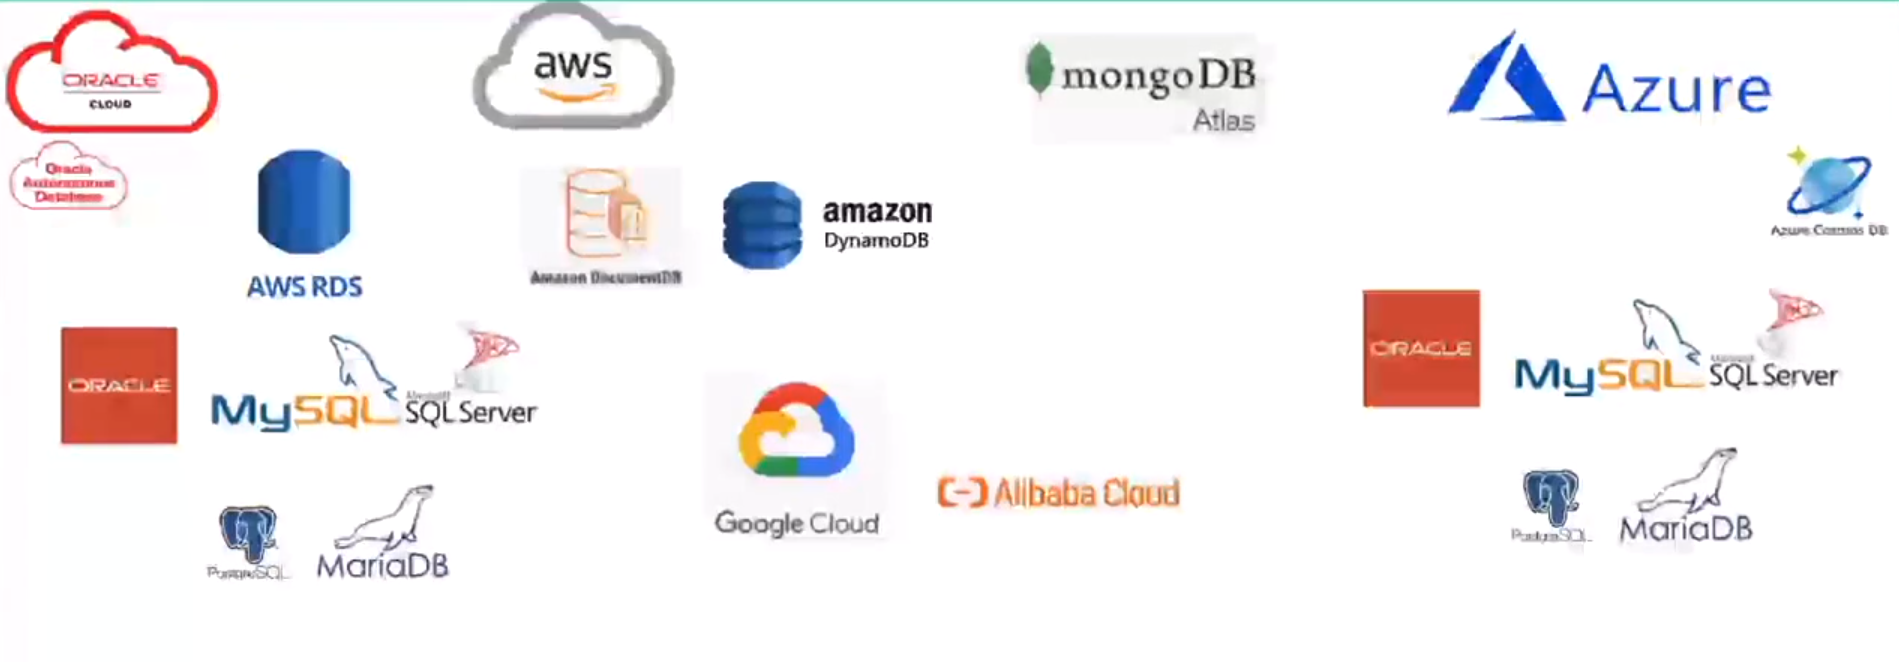 ORACLE
CLOUD
aws
mongoDB
Atlas
Azure
Oracle
Autonomous
Database
AWS RDS
Amazon DocumentDB
amazon
DynamoDB
Azure Cosmos DB
ORACLE
MySQL
Microsoft
SQL Server
PostgreSQL
MariaDB
Google Cloud
Alibaba Cloud
ORACLE
MySQL
Microsoft
SQL Server
PostgreSQL
MariaDB